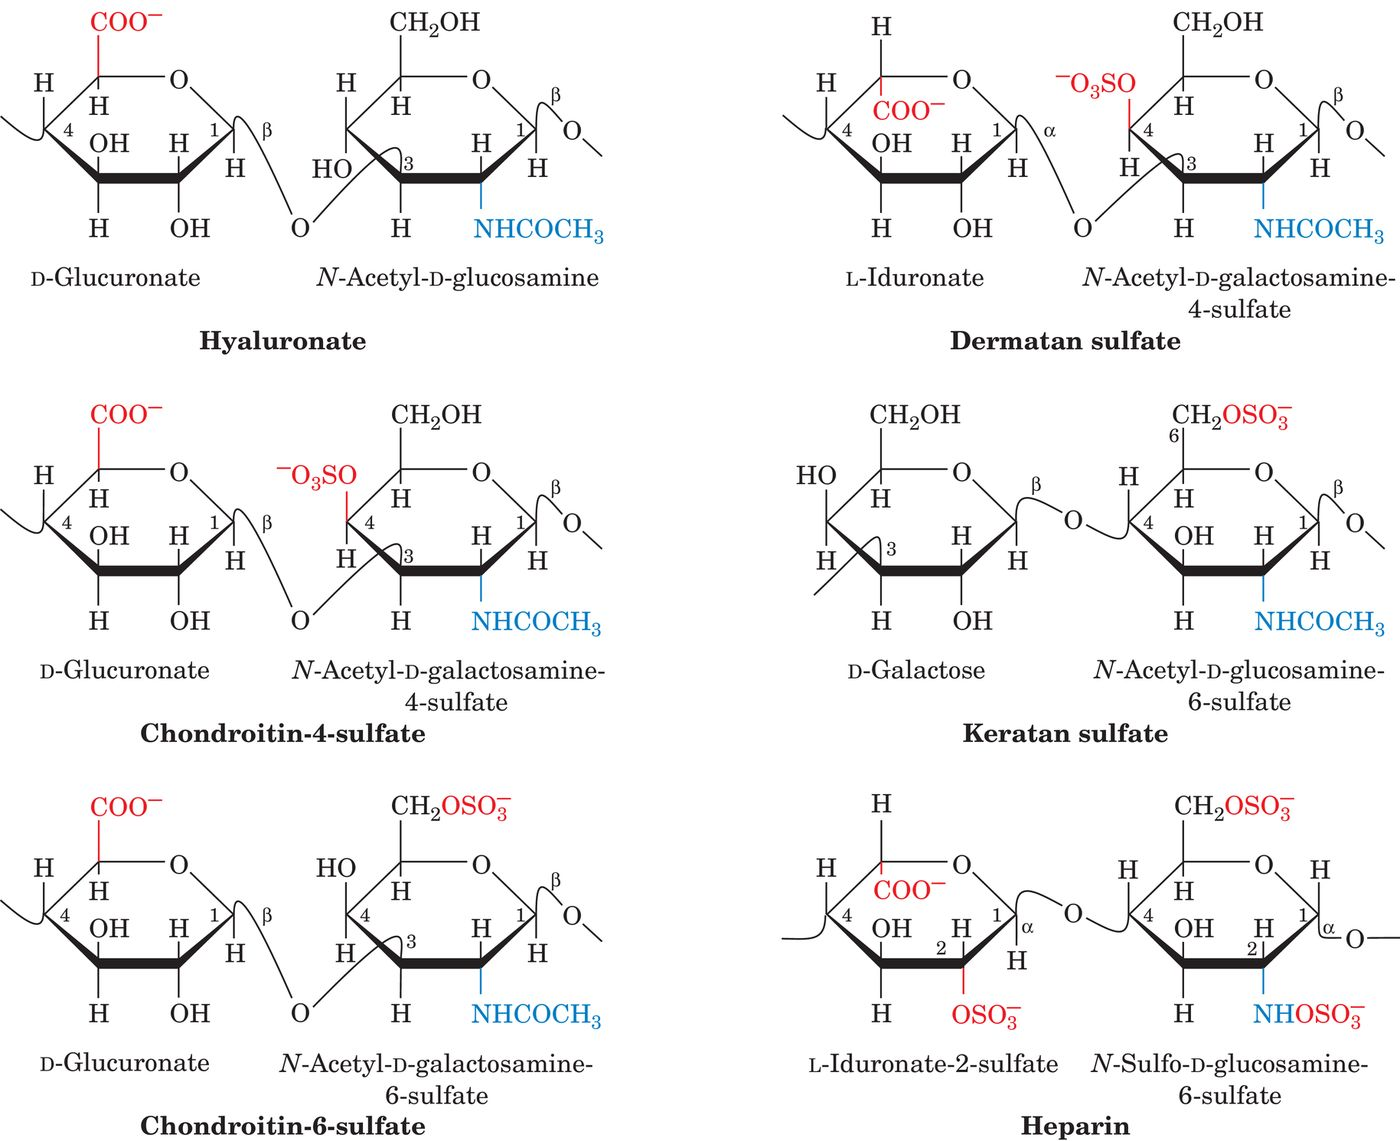 COO⁻ CH₂OH
H O H O β
H H
4 OH H 1 β H 1 O
HO 3
H H
H OH O H NHCOCH₃
D-Glucuronate N-Acetyl-D-glucosamine
Hyaluronate
H CH₂OH
H O ⁻O₃SO O β
COO⁻ H
4 OH H 1 α 4 H 1 O
H H 3 H
H OH O H NHCOCH₃
L-Iduronate N-Acetyl-D-galactosamine-
4-sulfate
Dermatan sulfate
COO⁻ CH₂OH
H O ⁻O₃SO O β
H H
4 OH H 1 β 4 H 1 O
H H 3 H
H OH O H NHCOCH₃
D-Glucuronate N-Acetyl-D-galactosamine-
4-sulfate
Chondroitin-4-sulfate
CH₂OH CH₂OSO₃⁻
6
HO O β H O β
H H
H O 4 OH H 1 O
H 3 H H
H OH H NHCOCH₃
D-Galactose N-Acetyl-D-glucosamine-
6-sulfate
Keratan sulfate
COO⁻ CH₂OSO₃⁻
H O HO O β
H H
4 OH H 1 β 4 H 1 O
H H 3 H
H OH O H NHCOCH₃
D-Glucuronate N-Acetyl-D-galactosamine-
6-sulfate
Chondroitin-6-sulfate
H CH₂OSO₃⁻
H O H O H
COO⁻ H
4 OH H 1 α O 4 OH H 1 α O
2 H 2
H OSO₃⁻ H NHOSO₃⁻
L-Iduronate-2-sulfate N-Sulfo-D-glucosamine-
6-sulfate
Heparin